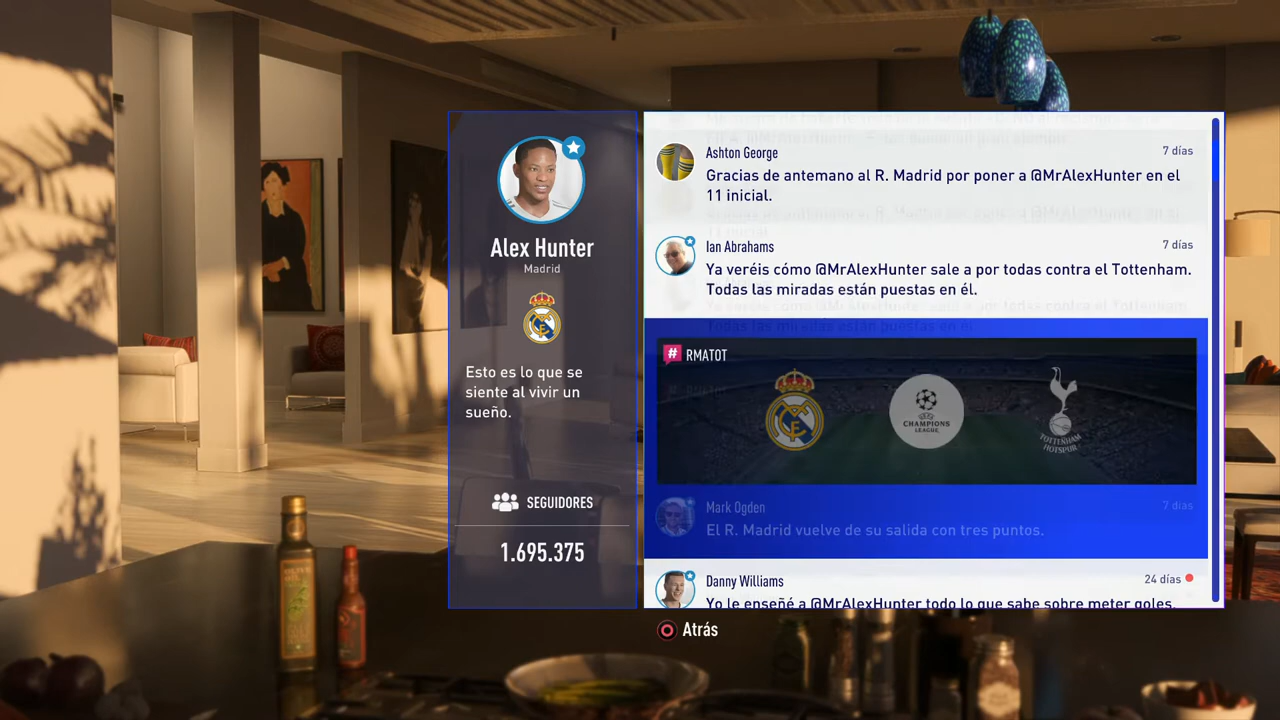 Alex Hunter
Madrid
Esto es lo que se
siente al vivir un
sueño.
SEGUIDORES
1.695.375
Ashton George
7 días
Gracias de antemano al R. Madrid por poner a @MrAlexHunter en el
11 inicial.
Ian Abrahams
7 días
Ya veréis cómo @MrAlexHunter sale a por todas contra el Tottenham.
Todas las miradas están puestas en él.
# RMATOT
UEFA
CHAMPIONS
LEAGUE
TOTTENHAM
HOTSPUR
Mark Ogden
7 días
El R. Madrid vuelve de su salida con tres puntos.
Danny Williams
24 días
Yo le enseñé a @MrAlexHunter todo lo que sabe sobre meter goles.
Atrás
OLIVE
OIL